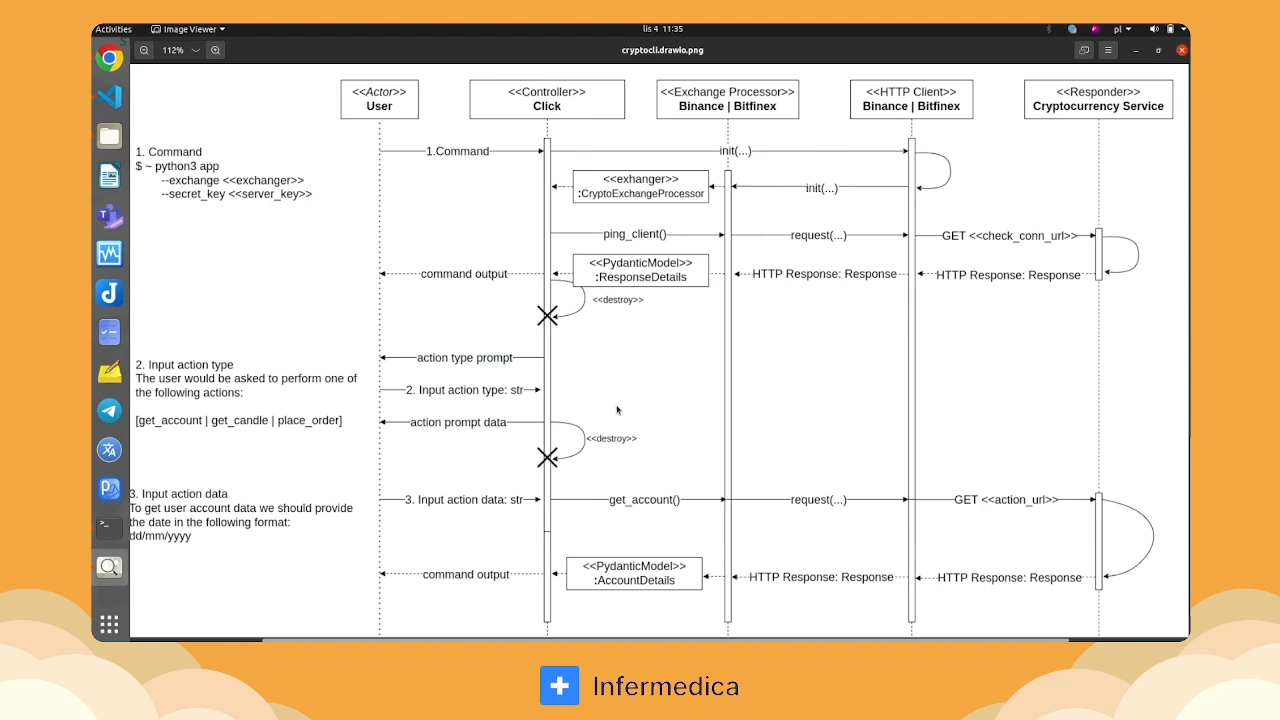 Activities
Image Viewer
lis 4 11:35
pl
112%
cryptocli.drawio.png
<<Actor>>
User
<<Controller>>
Click
<<Exchange Processor>>
Binance | Bitfinex
<<HTTP Client>>
Binance | Bitfinex
<<Responder>>
Cryptocurrency Service
1. Command
$ ~ python3 app
--exchange <<exchanger>>
--secret_key <<server_key>>
1.Command
init(...)
<<exhanger>>
:CryptoExchangeProcessor
init(...)
ping_client()
request(...)
GET <<check_conn_url>>
command output
<<PydanticModel>>
:ResponseDetails
HTTP Response: Response
HTTP Response: Response
<<destroy>>
2. Input action type
The user would be asked to perform one of
the following actions:
[get_account | get_candle | place_order]
action type prompt
2. Input action type: str
action prompt data
<<destroy>>
3. Input action data
To get user account data we should provide
the date in the following format:
dd/mm/yyyy
3. Input action data: str
get_account()
request(...)
GET <<action_url>>
command output
<<PydanticModel>>
:AccountDetails
HTTP Response: Response
HTTP Response: Response
Infermedica